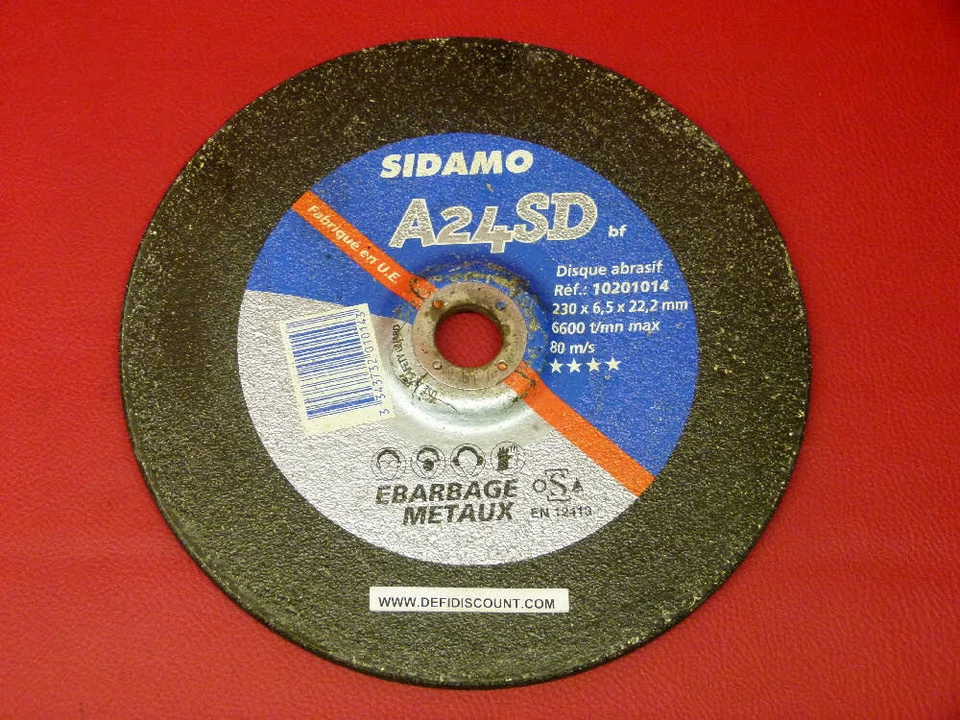 SIDAMO
A24SD bf
Fabriqué en U.E
Disque abrasif
Réf.: 10201014
230 x 6,5 x 22,2 mm
6600 t/mn max
80 m/s
EBARBAGE
METAUX
oSa
EN 12413
WWW.DEFIDISCOUNT.COM